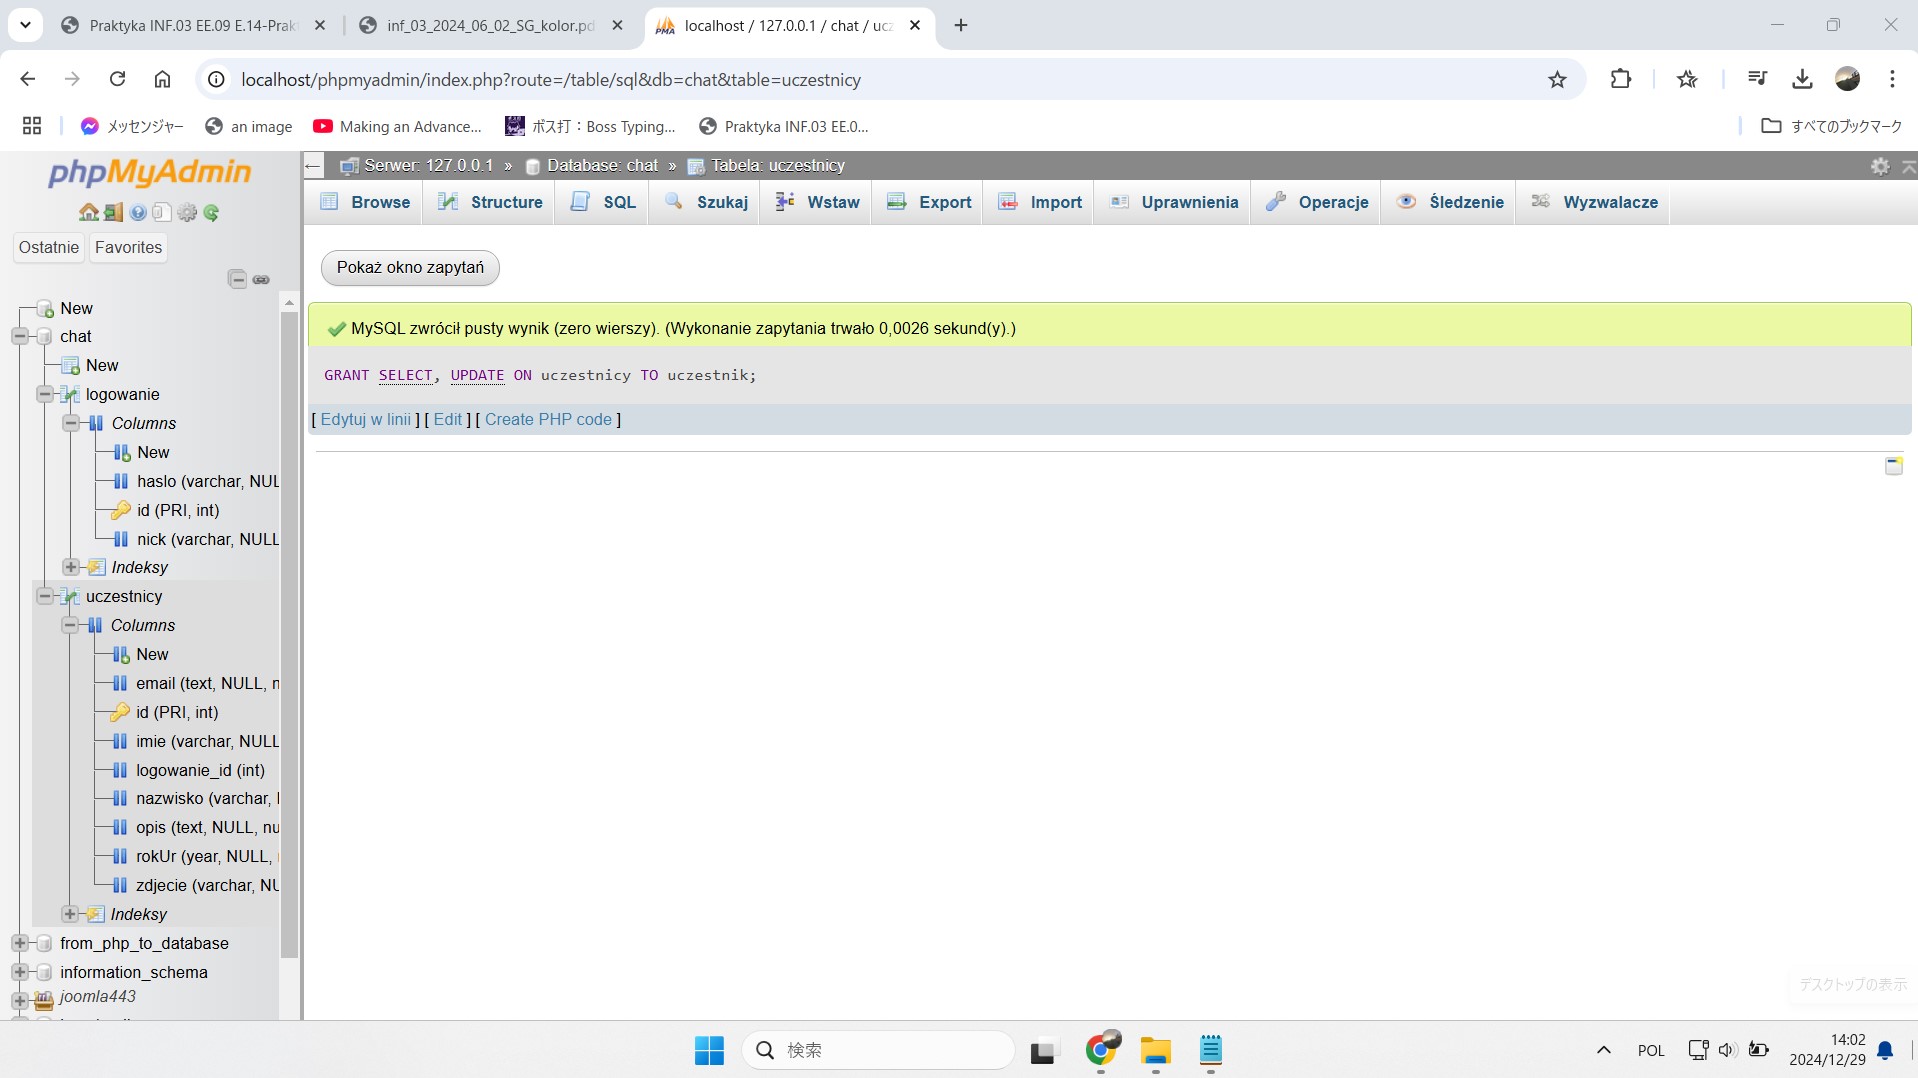 Praktyka INF.03 EE.09 E.14-Prak
inf_03_2024_06_02_SG_kolor.pd
localhost / 127.0.0.1 / chat / ucz
localhost/phpmyadmin/index.php?route=/table/sql&db=chat&table=uczestnicy
メッセンジャー
an image
Making an Advance...
ボス打：Boss Typing...
Praktyka INF.03 EE.0...
すべてのブックマーク
phpMyAdmin
Ostatnie
Favorites
New
chat
New
logowanie
Columns
New
haslo (varchar, NUL
id (PRI, int)
nick (varchar, NULL
Indeksy
uczestnicy
Columns
New
email (text, NULL, n
id (PRI, int)
imie (varchar, NULL
logowanie_id (int)
nazwisko (varchar,
opis (text, NULL, nu
rokUr (year, NULL,
zdjecie (varchar, NU
Indeksy
from_php_to_database
information_schema
joomla443
Serwer: 127.0.0.1 » Database: chat » Tabela: uczestnicy
Browse
Structure
SQL
Szukaj
Wstaw
Export
Import
Uprawnienia
Operacje
Śledzenie
Wyzwalacze
Pokaż okno zapytań
MySQL zwrócił pusty wynik (zero wierszy). (Wykonanie zapytania trwało 0,0026 sekund(y).)
GRANT SELECT, UPDATE ON uczestnicy TO uczestnik;
[ Edytuj w linii ] [ Edit ] [ Create PHP code ]
デスクトップの表示
検索
POL
14:02
2024/12/29